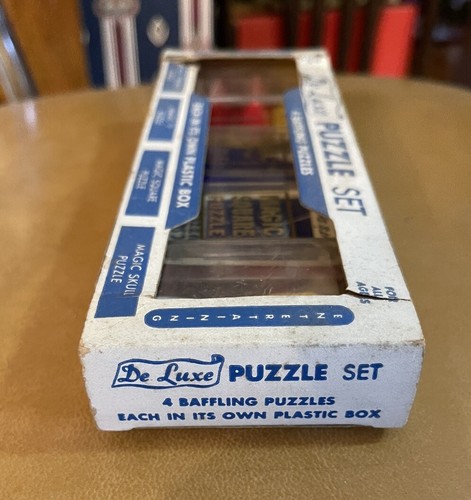 De Luxe PUZZLE SET
4 BAFFLING PUZZLES
EACH IN ITS OWN PLASTIC BOX
ENTERTAINING
De Luxe PUZZLE SET
4 BAFFLING PUZZLES
FOR
ALL
AGES
EACH IN ITS OWN PLASTIC BOX
MAGIC SQUARE
PUZZLE
MAGIC SKULL
PUZZLE
MAGIC
SQUARE
PUZZLE